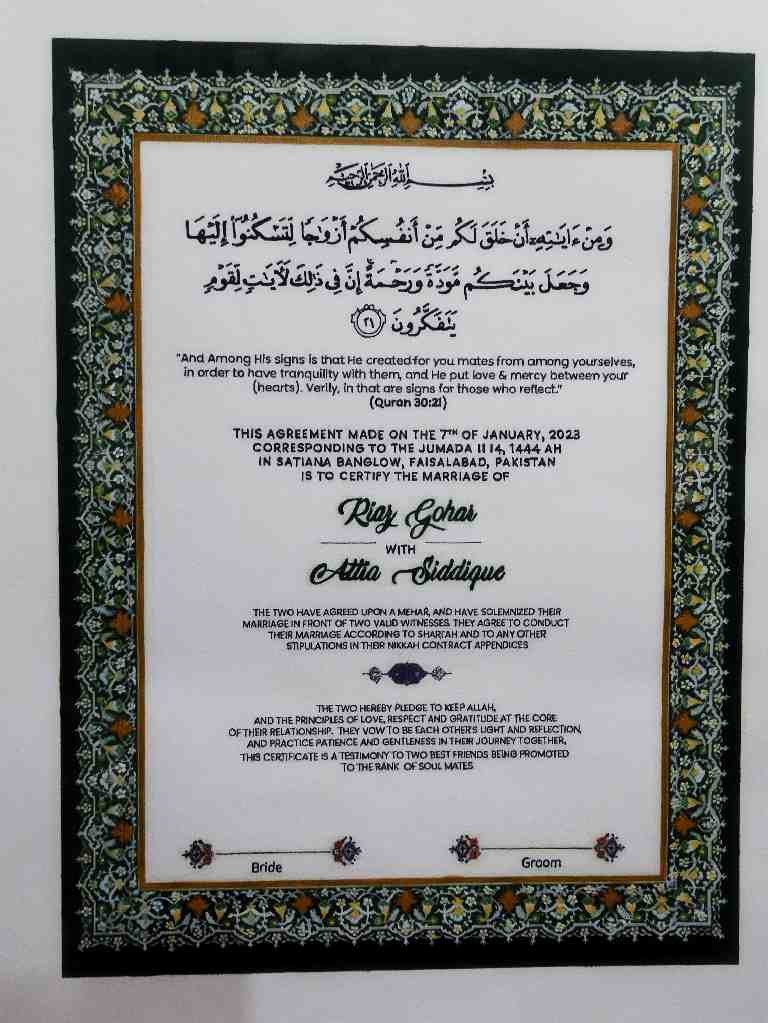 بِسْمِ اللَّهِ الرَّحْمَنِ الرَّحِيمِ
وَمِنْ ءَايَـٰتِهِۦٓ أَنْ خَلَقَ لَكُم مِّنْ أَنفُسِكُمْ أَزْوَٰجًا لِّتَسْكُنُوٓا۟ إِلَيْهَا
وَجَعَلَ بَيْنَكُم مَّوَدَّةً وَرَحْمَةً ۚ إِنَّ فِى ذَٰلِكَ لَـَٔايَـٰتٍ لِّقَوْمٍ
يَتَفَكَّرُونَ ٢١
"And Among His signs is that He created for you mates from among yourselves,
in order to have tranquility with them, and He put love & mercy between your
(hearts). Verily, in that are signs for those who reflect."
(Quran 30:21)
THIS AGREEMENT MADE ON THE 7TH OF JANUARY, 2023
CORRESPONDING TO THE JUMADA II 14, 1444 AH
IN SATIANA BANGLOW, FAISALABAD, PAKISTAN
IS TO CERTIFY THE MARRIAGE OF
Riaz Gohar
WITH
Attia Siddique
THE TWO HAVE AGREED UPON A MEHAR, AND HAVE SOLEMNIZED THEIR
MARRIAGE IN FRONT OF TWO VALID WITNESSES. THEY AGREE TO CONDUCT
THEIR MARRIAGE ACCORDING TO SHARI'AH AND TO ANY OTHER
STIPULATIONS IN THEIR NIKKAH CONTRACT APPENDICES
THE TWO HEREBY PLEDGE TO KEEP ALLAH,
AND THE PRINCIPLES OF LOVE, RESPECT AND GRATITUDE AT THE CORE
OF THEIR RELATIONSHIP. THEY VOW TO BE EACH OTHER'S LIGHT AND REFLECTION,
AND PRACTICE PATIENCE AND GENTLENESS IN THEIR JOURNEY TOGETHER,
THIS CERTIFICATE IS A TESTIMONY TO TWO BEST FRIENDS BEING PROMOTED
TO THE RANK OF SOUL MATES
Bride
Groom